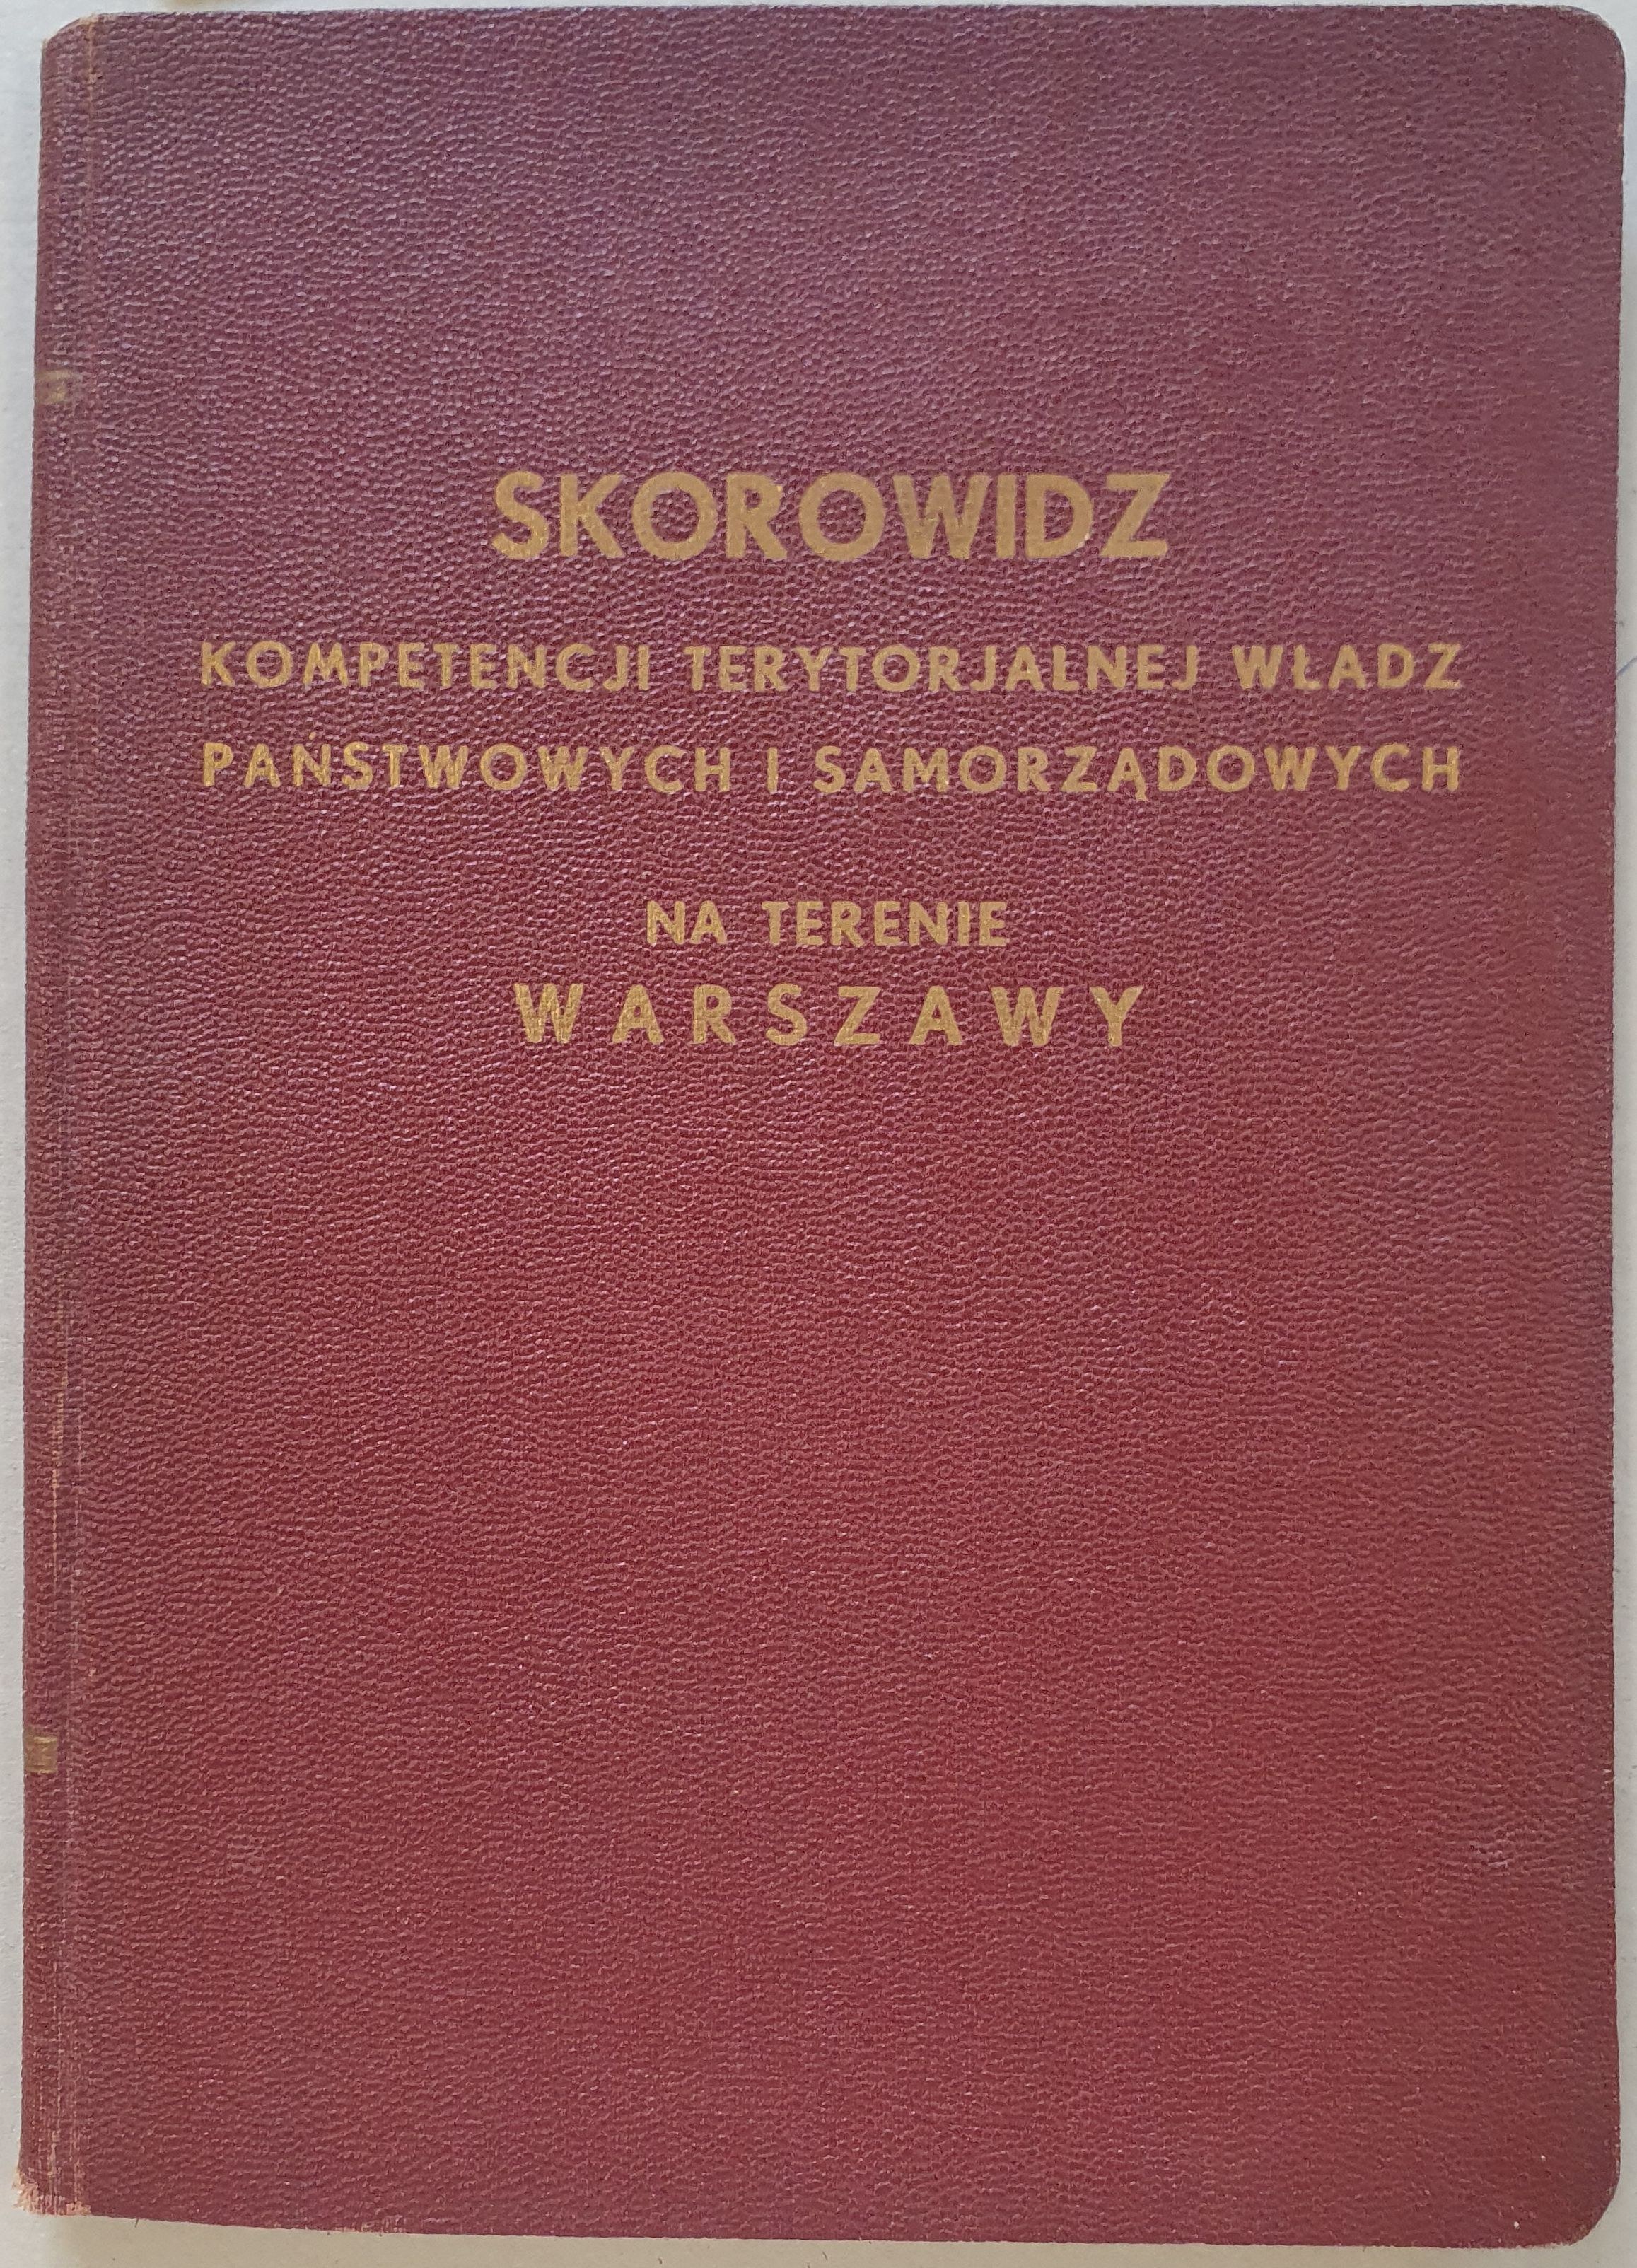 SKOROWIDZ
KOMPETENCJI TERYTORJALNEJ WŁADZ
PAŃSTWOWYCH I SAMORZĄDOWYCH
NA TERENIE
WARSZAWY